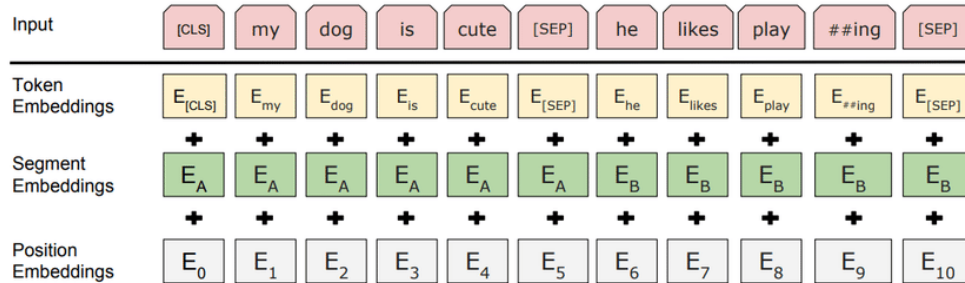 Input [CLS] my dog is cute [SEP] he likes play ##ing [SEP]
Token Embeddings E[CLS] Emy Edog Eis Ecute E[SEP] Ehe Elikes Eplay E##ing E[SEP]
+ + + + + + + + + + +
Segment Embeddings EA EA EA EA EA EA EB EB EB EB EB
+ + + + + + + + + + +
Position Embeddings E0 E1 E2 E3 E4 E5 E6 E7 E8 E9 E10